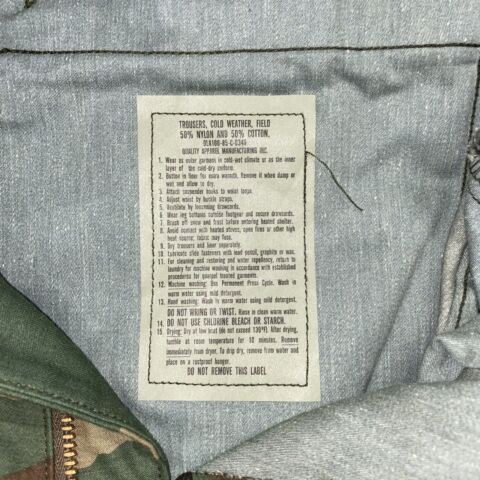 TROUSERS, COLD WEATHER, FIELD
50% NYLON AND 50% COTTON.
DLA100-85-C-0346
QUALITY APPAREL MANUFACTURING INC.
1. Wear as outer garment in cold-wet climate or as the inner
layer of the cold-dry uniform.
2. Button in liner for extra warmth. Remove it when damp or
wet and allow to dry.
3. Attach suspender hooks to waist loops.
4. Adjust waist by buckle straps.
5. Ventilate by loosening drawcords.
6. Wear leg bottoms outside footgear and secure drawcords.
7. Brush off snow and frost before entering heated shelter.
8. Avoid contact with heated stoves, open fires or other high
heat source; fabric may fuse.
9. Dry trousers and liner separately.
10. Lubricate slide fasteners with lead pencil, graphite or wax.
11. For cleaning and restoring and water repellency, return to
laundry for machine washing in accordance with established
procedures for quarpel treated garments.
12. Machine washing: Use Permanent Press Cycle. Wash in
warm water using mild detergent.
13. Hand washing: Wash in warm water using mild detergent.
DO NOT WRING OR TWIST. Rinse in clean warm water.
14. DO NOT USE CHLORINE BLEACH OR STARCH.
15. Drying: Dry at low heat (do not exceed 130°F). After drying,
tumble at room temperature for 10 minutes. Remove
immediately from dryer. To drip dry, remove from water and
place on a rustproof hanger.
DO NOT REMOVE THIS LABEL